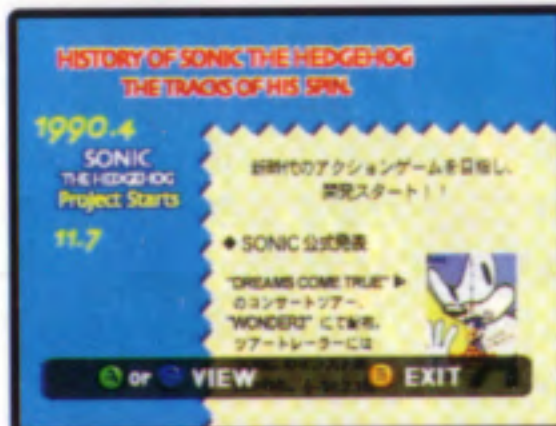 HISTORY OF SONIC THE HEDGEHOG
THE TRACKS OF HIS SPIN.
1990.4
SONIC
THE HEDGEHOG
Project Starts
11.7
新時代のアクションゲームを目指し、
開発スタート!!
◆ SONIC 公式発表
"DREAMS COME TRUE" ▶
のコンサートツアー、
"WONDER3" にて配布。
ツアートレーラーには
or VIEW EXIT